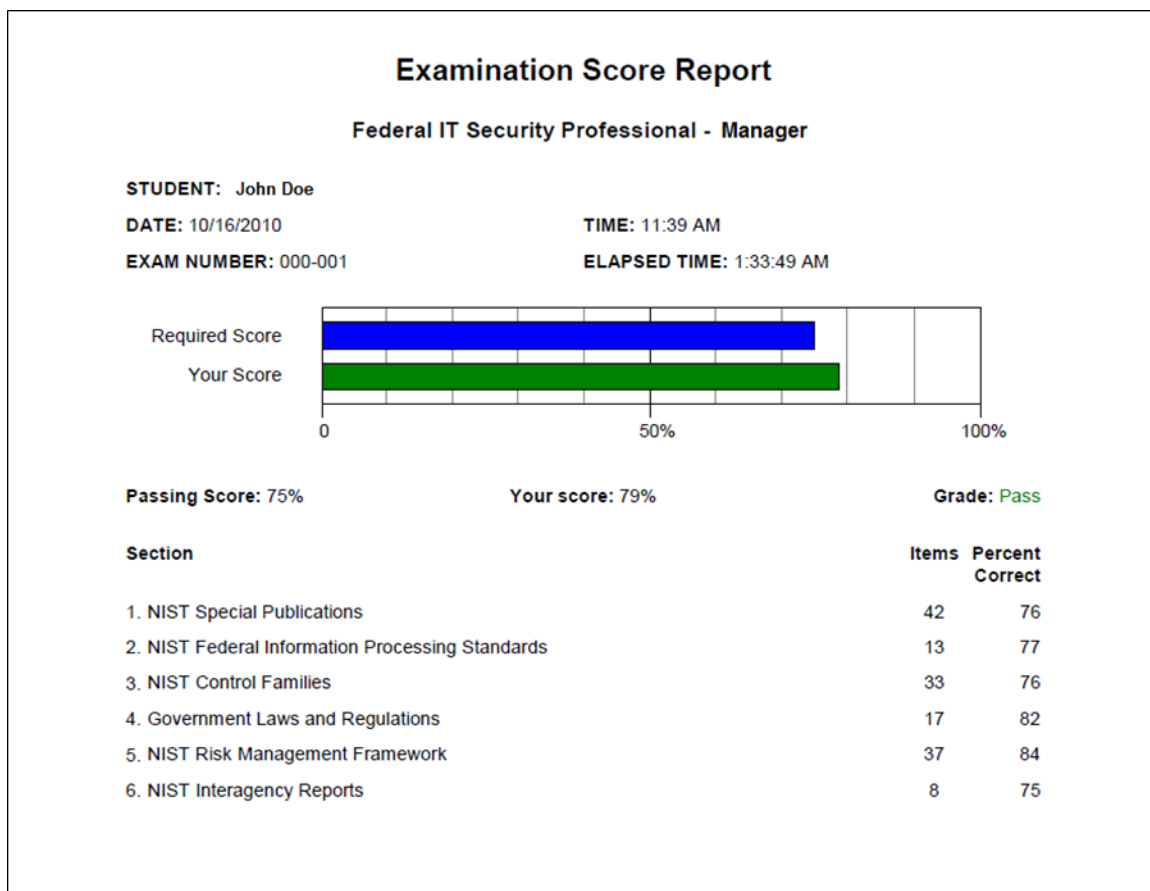 Examination Score Report
Federal IT Security Professional - Manager
STUDENT: John Doe
DATE: 10/16/2010 TIME: 11:39 AM
EXAM NUMBER: 000-001 ELAPSED TIME: 1:33:49 AM
Required Score
Your Score
0 50% 100%
Passing Score: 75% Your score: 79% Grade: Pass
Section Items Percent
Correct
1. NIST Special Publications 42 76
2. NIST Federal Information Processing Standards 13 77
3. NIST Control Families 33 76
4. Government Laws and Regulations 17 82
5. NIST Risk Management Framework 37 84
6. NIST Interagency Reports 8 75